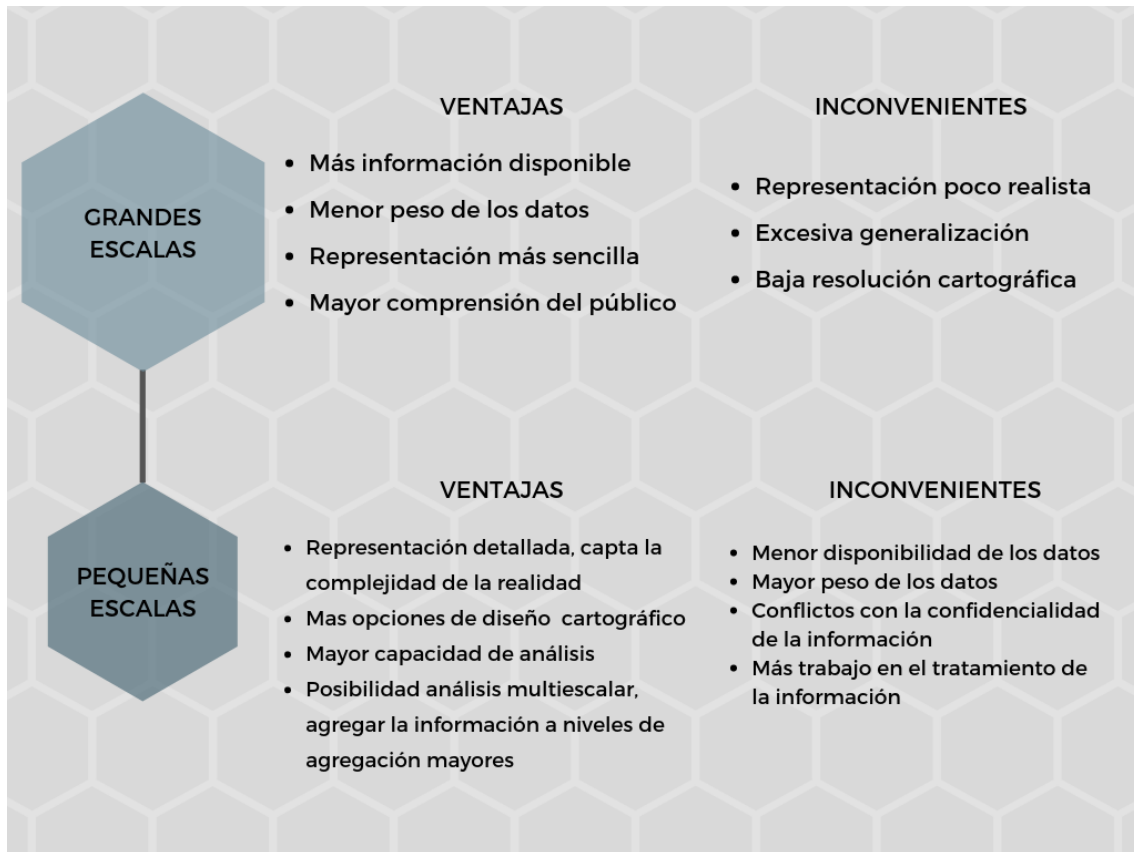 GRANDES
ESCALAS
VENTAJAS
• Más información disponible
• Menor peso de los datos
• Representación más sencilla
• Mayor comprensión del público
INCONVENIENTES
• Representación poco realista
• Excesiva generalización
• Baja resolución cartográfica
PEQUEÑAS
ESCALAS
VENTAJAS
• Representación detallada, capta la
complejidad de la realidad
• Mas opciones de diseño cartográfico
• Mayor capacidad de análisis
• Posibilidad análisis multiescalar,
agregar la información a niveles de
agregación mayores
INCONVENIENTES
• Menor disponibilidad de los datos
• Mayor peso de los datos
• Conflictos con la confidencialidad
de la información
• Más trabajo en el tratamiento de
la información